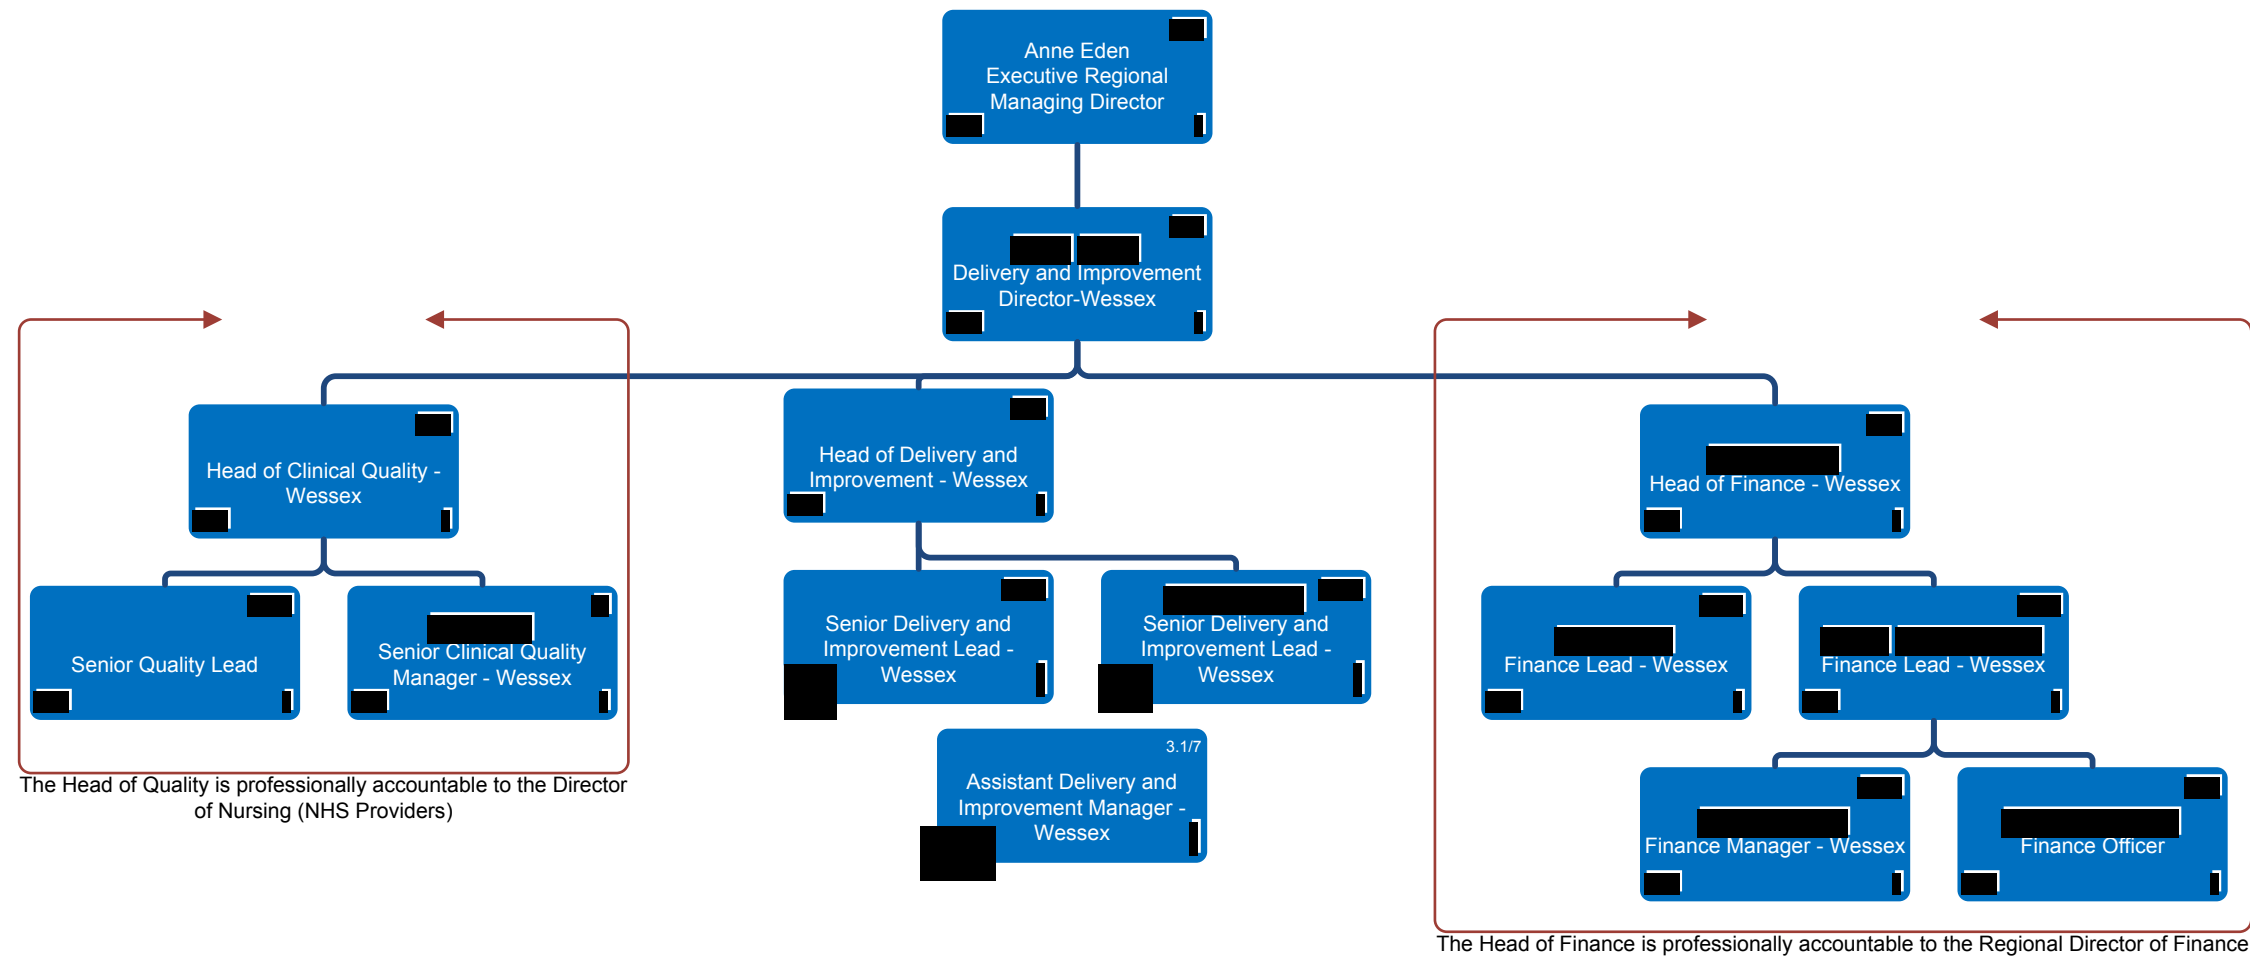 Anne Eden
Executive Regional
Managing Director
Delivery and Improvement
Director-Wessex
Head of Clinical Quality -
Wessex
Head of Delivery and
Improvement - Wessex
Head of Finance - Wessex
Senior Quality Lead
Senior Clinical Quality
Manager - Wessex
Senior Delivery and
Improvement Lead -
Wessex
Senior Delivery and
Improvement Lead -
Wessex
Finance Lead - Wessex
Finance Lead - Wessex
3.1/7
Assistant Delivery and
Improvement Manager -
Wessex
Finance Manager - Wessex
Finance Officer
The Head of Quality is professionally accountable to the Director
of Nursing (NHS Providers)
The Head of Finance is professionally accountable to the Regional Director of Finance